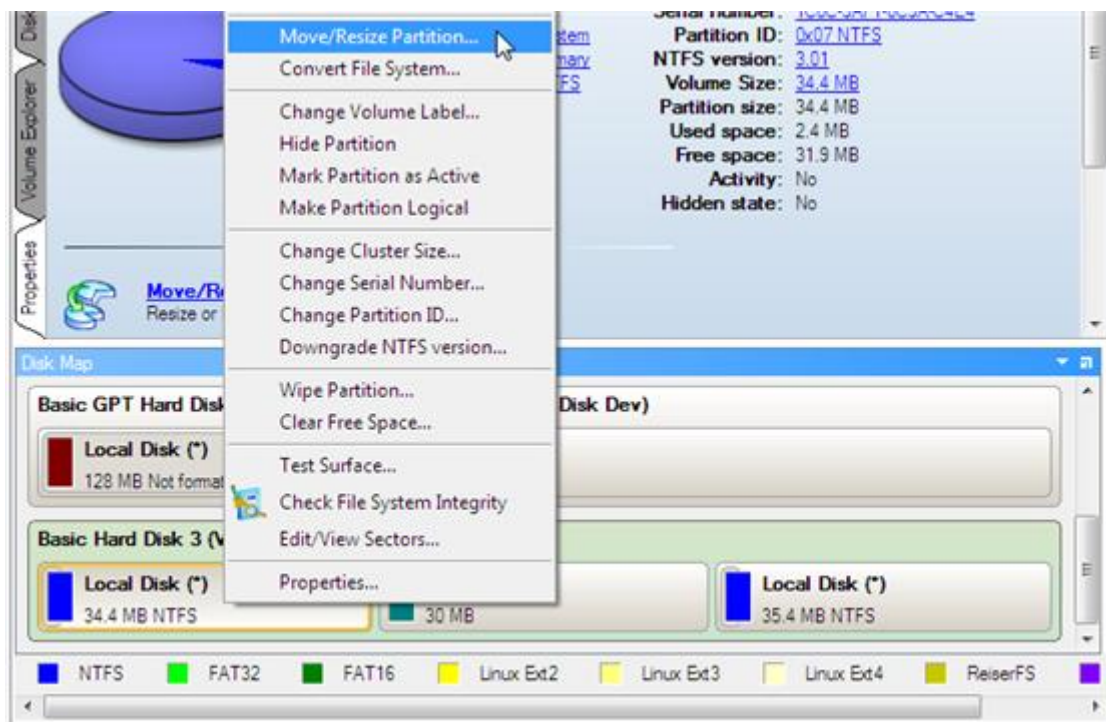 Disk
Volume Explorer
Properties
Serial number:
Partition ID: 0x07 NTFS
NTFS version: 3.01
Volume Size: 34.4 MB
Partition size: 34.4 MB
Used space: 2.4 MB
Free space: 31.9 MB
Activity: No
Hidden state: No
Move/Resize Partition...
Convert File System...
Change Volume Label...
Hide Partition
Mark Partition as Active
Make Partition Logical
Change Cluster Size...
Change Serial Number...
Change Partition ID...
Downgrade NTFS version...
Wipe Partition...
Clear Free Space...
Test Surface...
Check File System Integrity
Edit/View Sectors...
Properties...
Move/Re
Resize or
Disk Map
Basic GPT Hard Disk Disk Dev)
Local Disk (*)
128 MB Not format
Basic Hard Disk 3 (V
Local Disk (*)
34.4 MB NTFS
30 MB
Local Disk (*)
35.4 MB NTFS
NTFS FAT32 FAT16 Linux Ext2 Linux Ext3 Linux Ext4 ReiserFS